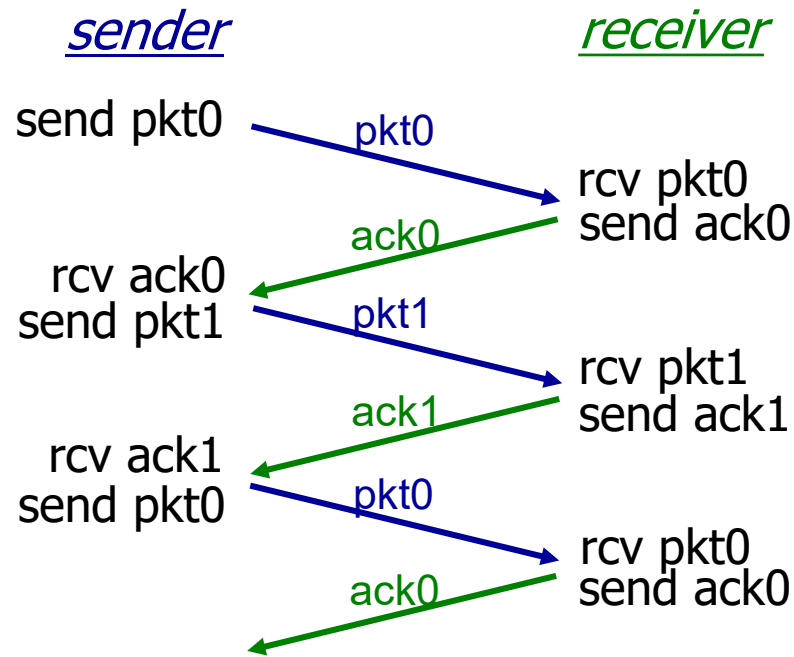 sender
receiver
send pkt0
pkt0
rcv pkt0
send ack0
ack0
rcv ack0
send pkt1
pkt1
rcv pkt1
send ack1
ack1
rcv ack1
send pkt0
pkt0
rcv pkt0
send ack0
ack0